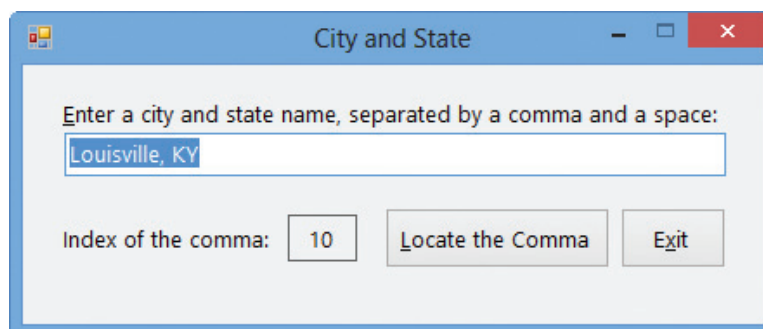 City and State
Enter a city and state name, separated by a comma and a space:
Louisville, KY
Index of the comma: 10 Locate the Comma Exit